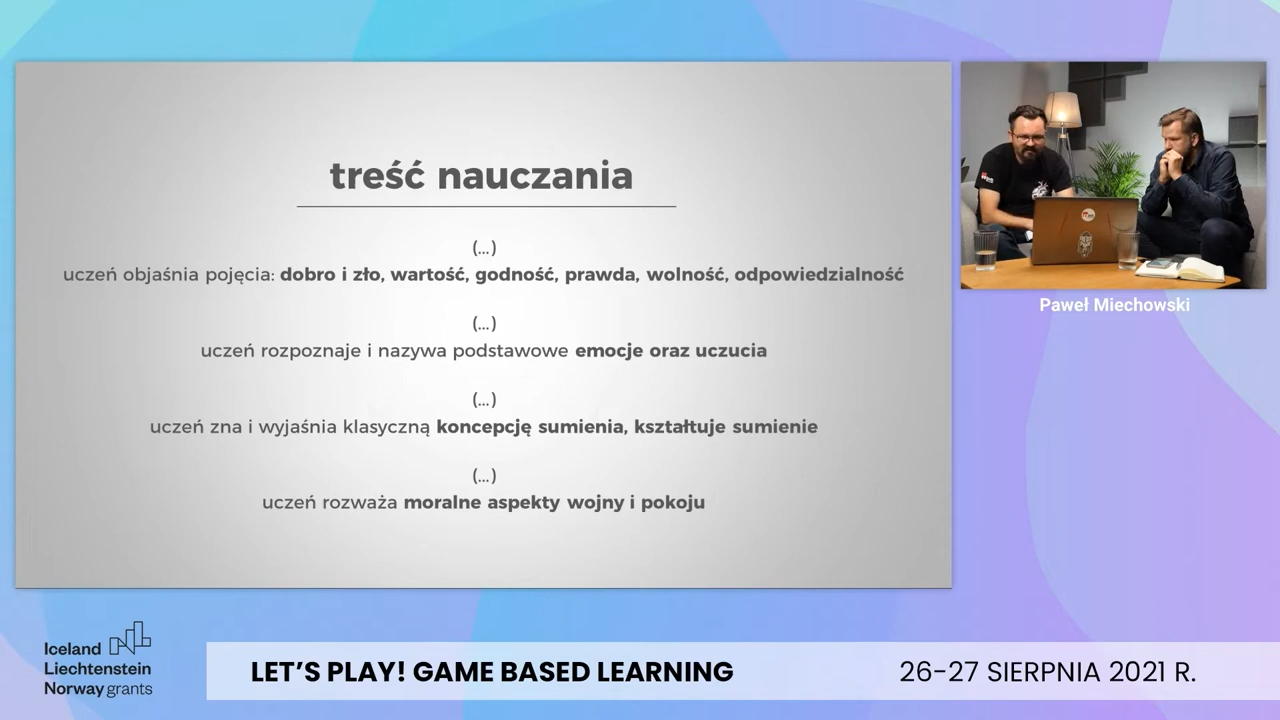 treść nauczania
(...)
uczeń objaśnia pojęcia: dobro i zło, wartość, godność, prawda, wolność, odpowiedzialność
(...)
uczeń rozpoznaje i nazywa podstawowe emocje oraz uczucia
(...)
uczeń zna i wyjaśnia klasyczną koncepcję sumienia, kształtuje sumienie
(...)
uczeń rozważa moralne aspekty wojny i pokoju
Paweł Miechowski
Iceland
Liechtenstein
Norway grants
LET'S PLAY! GAME BASED LEARNING
26-27 SIERPNIA 2021 R.